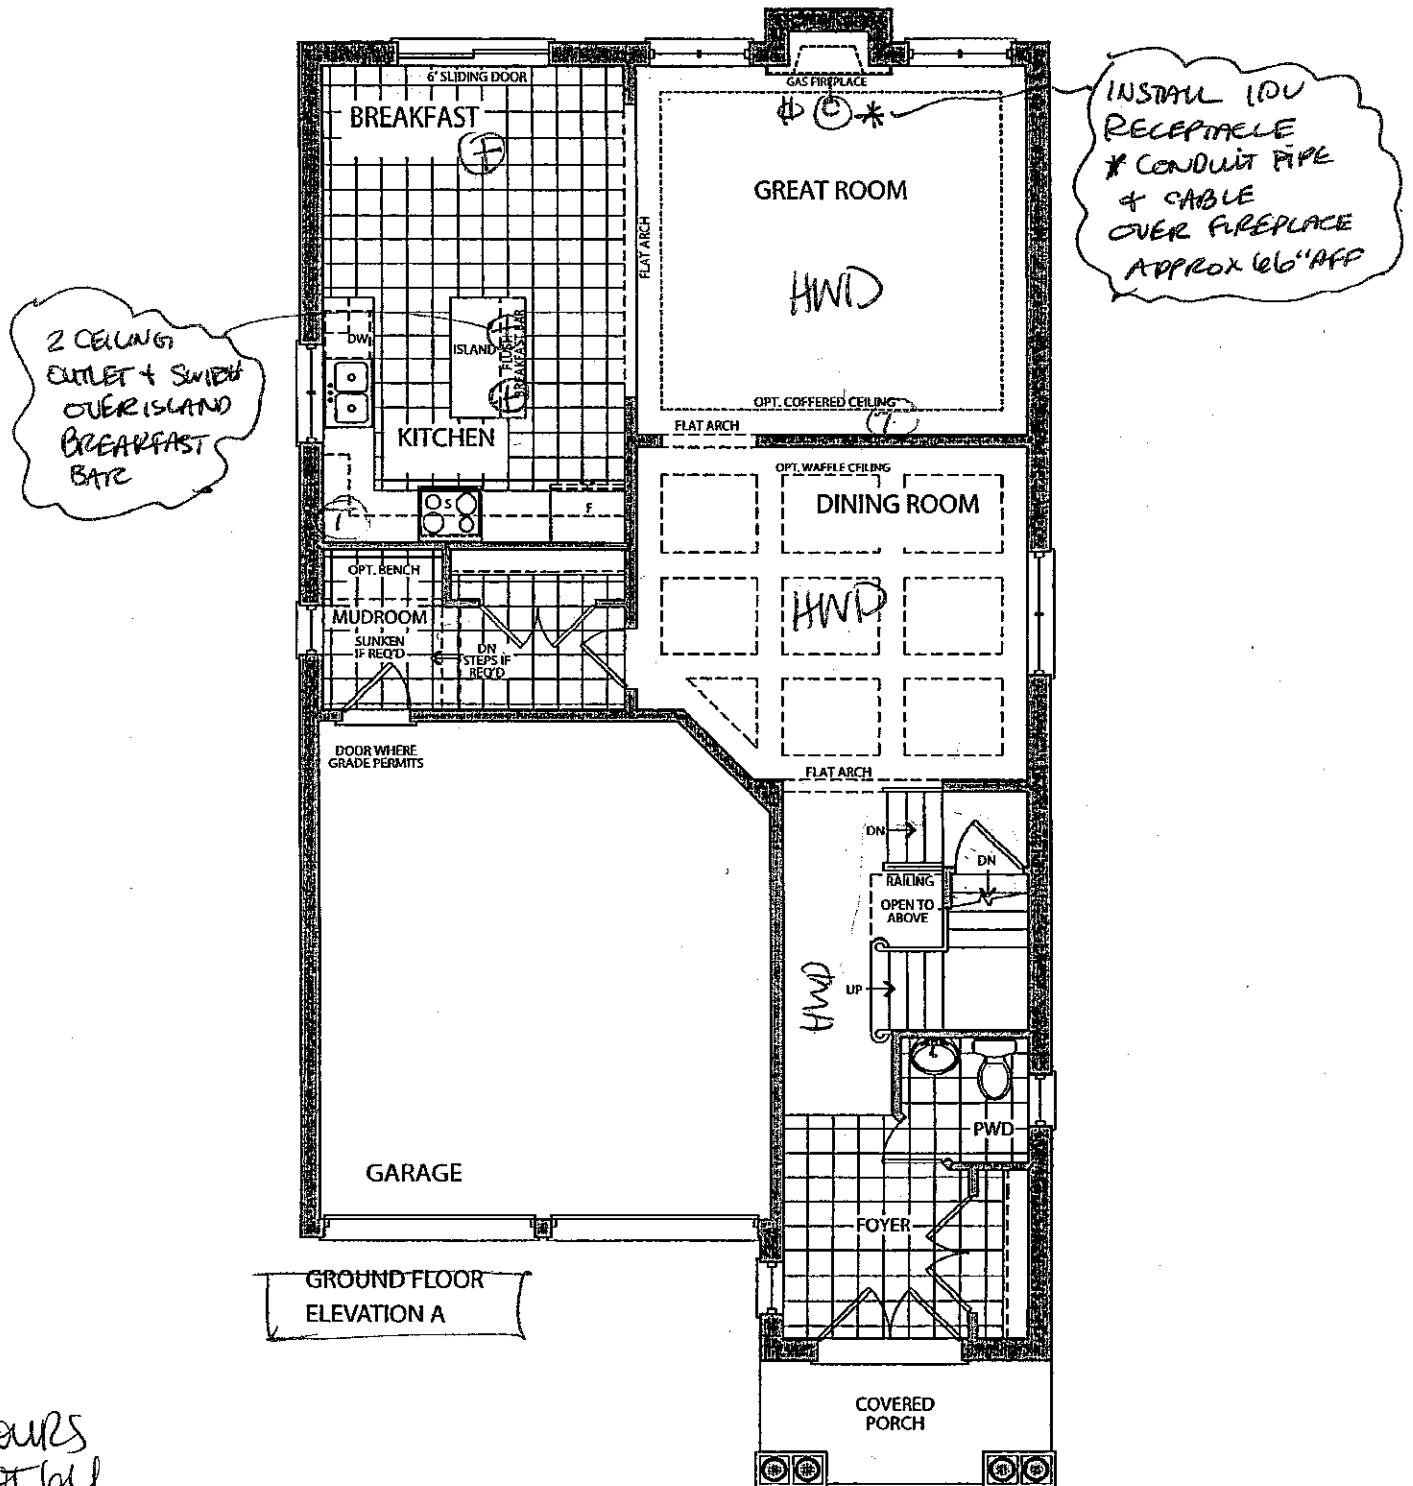 6' SLIDING DOOR
BREAKFAST
GAS FIREPLACE
GREAT ROOM
HWD
FLAT ARCH
INSTALL 110V
RECEPTACLE
* CONDUIT PIPE
+ CABLE
OVER FIREPLACE
APPROX 66" AFF
2 CEILING
OUTLET + SWITCH
OVER ISLAND
BREAKFAST
BAR
DW
ISLAND
FLUSH
BREAKFAST BAR
KITCHEN
OPT. COFFERED CEILING
FLAT ARCH
OPT. WAFFLE CEILING
DINING ROOM
HWD
S
F
OPT. BENCH
MUDROOM
SUNKEN
IF REQ'D
DN
STEPS IF
REQ'D
DOOR WHERE
GRADE PERMITS
FLAT ARCH
DN
DN
RAILING
OPEN TO
ABOVE
UP
HWD
PWD
GARAGE
FOYER
GROUND FLOOR
ELEVATION A
COVERED
PORCH